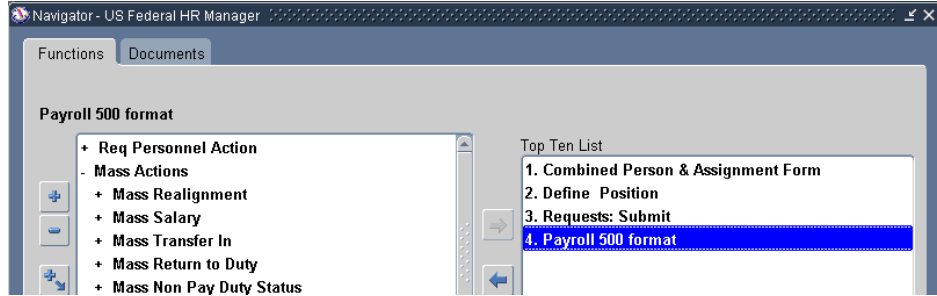 Navigator - US Federal HR Manager
Functions
Documents
Payroll 500 format
+ Req Personnel Action
- Mass Actions
+ Mass Realignment
+ Mass Salary
+ Mass Transfer In
+ Mass Return to Duty
+ Mass Non Pay Duty Status
Top Ten List
1. Combined Person & Assignment Form
2. Define Position
3. Requests: Submit
4. Payroll 500 format